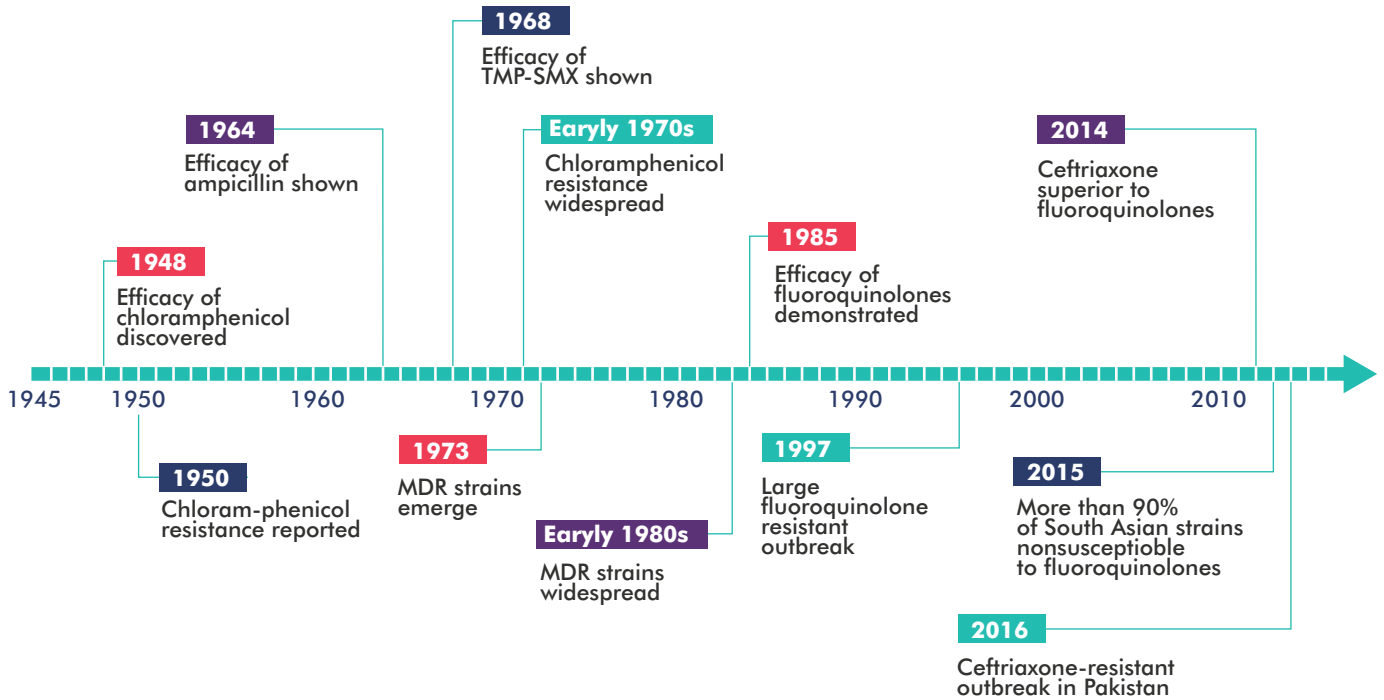 1968
Efficacy of
TMP-SMX shown
1964
Efficacy of
ampicillin shown
Earyly 1970s
Chloramphenicol
resistance
widespread
2014
Ceftriaxone
superior to
fluoroquinolones
1948
Efficacy of
chloramphenicol
discovered
1985
Efficacy of
fluoroquinolones
demonstrated
1945 1950 1960 1970 1980 1990 2000 2010
1950
Chloram-phenicol
resistance reported
1973
MDR strains
emerge
Earyly 1980s
MDR strains
widespread
1997
Large
fluoroquinolone
resistant
outbreak
2015
More than 90%
of South Asian strains
nonsusceptioble
to fluoroquinolones
2016
Ceftriaxone-resistant
outbreak in Pakistan